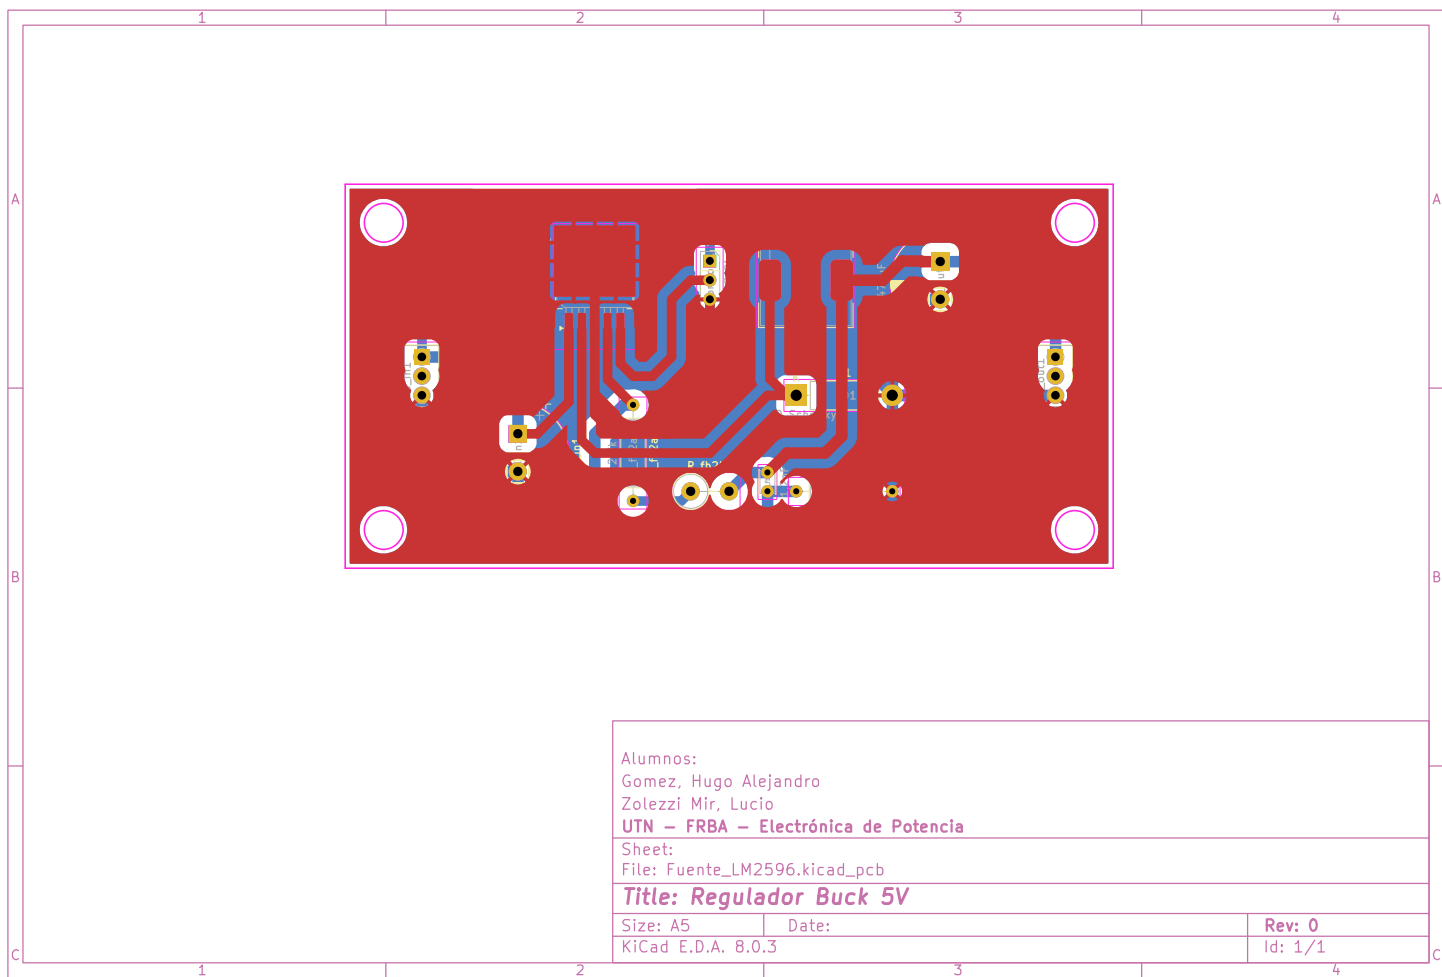 1 2 3 4
A A
R_fb2
B B
Alumnos:
Gomez, Hugo Alejandro
Zolezzi Mir, Lucio
UTN - FRBA - Electrónica de Potencia
Sheet:
File: Fuente_LM2596.kicad_pcb
Title: Regulador Buck 5V
Size: A5 Date: Rev: 0
KiCad E.D.A. 8.0.3 Id: 1/1
C C
1 2 3 4